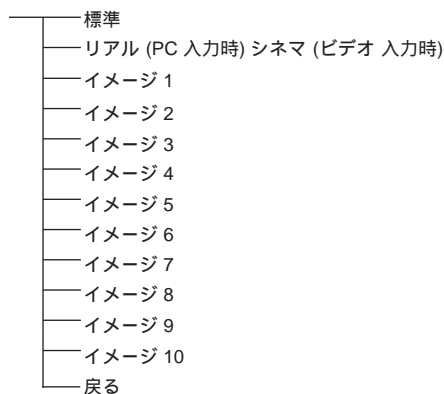 標準
リアル (PC 入力時) シネマ (ビデオ 入力時)
イメージ 1
イメージ 2
イメージ 3
イメージ 4
イメージ 5
イメージ 6
イメージ 7
イメージ 8
イメージ 9
イメージ 10
戻る